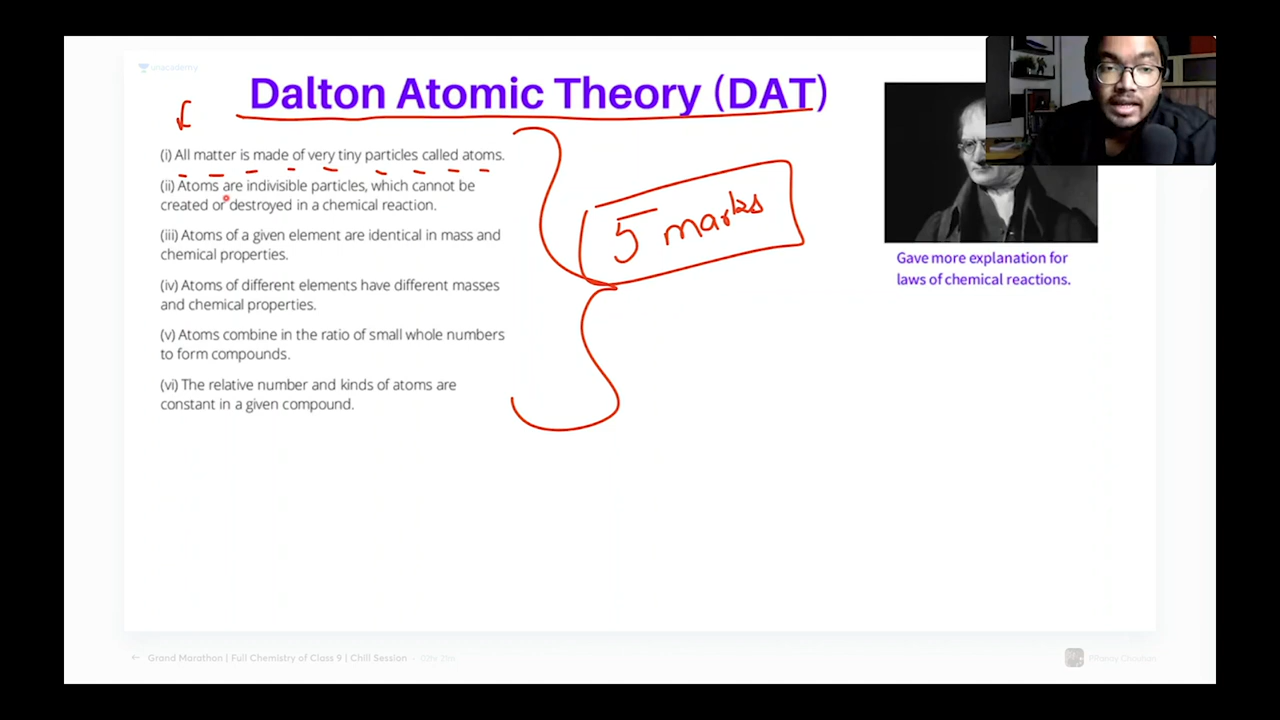 unacademy
Dalton Atomic Theory (DAT)
(i) All matter is made of very tiny particles called atoms.
(ii) Atoms are indivisible particles, which cannot be
created or destroyed in a chemical reaction.
(iii) Atoms of a given element are identical in mass and
chemical properties.
(iv) Atoms of different elements have different masses
and chemical properties.
(v) Atoms combine in the ratio of small whole numbers
to form compounds.
(vi) The relative number and kinds of atoms are
constant in a given compound.
5 marks
Gave more explanation for
laws of chemical reactions.
Grand Marathon | Full Chemistry of Class 9 | Chill Session